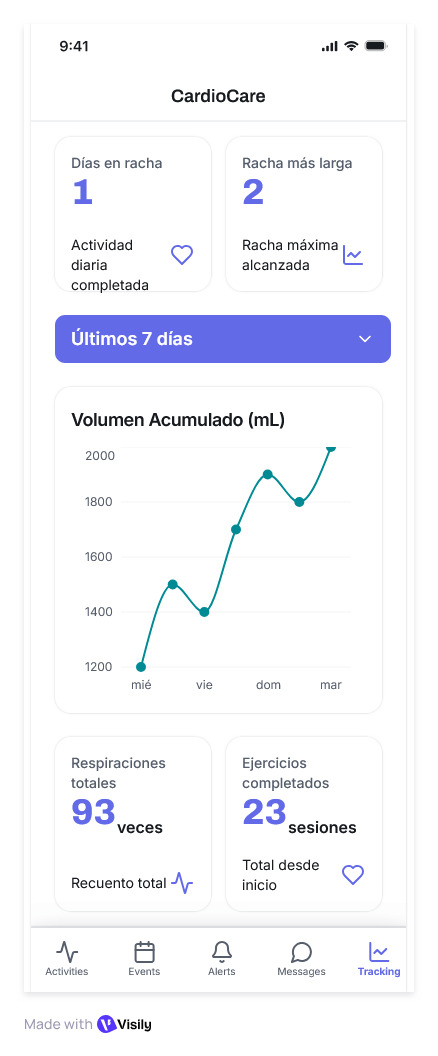 9:41
CardioCare
Días en racha
1
Actividad
diaria
completada
Racha más larga
2
Racha máxima
alcanzada
Últimos 7 días
Volumen Acumulado (mL)
2000
1800
1600
1400
1200
mié
vie
dom
mar
Respiraciones
totales
93 veces
Recuento total
Ejercicios
completados
23 sesiones
Total desde
inicio
Activities
Events
Alerts
Messages
Tracking
Made with Visily